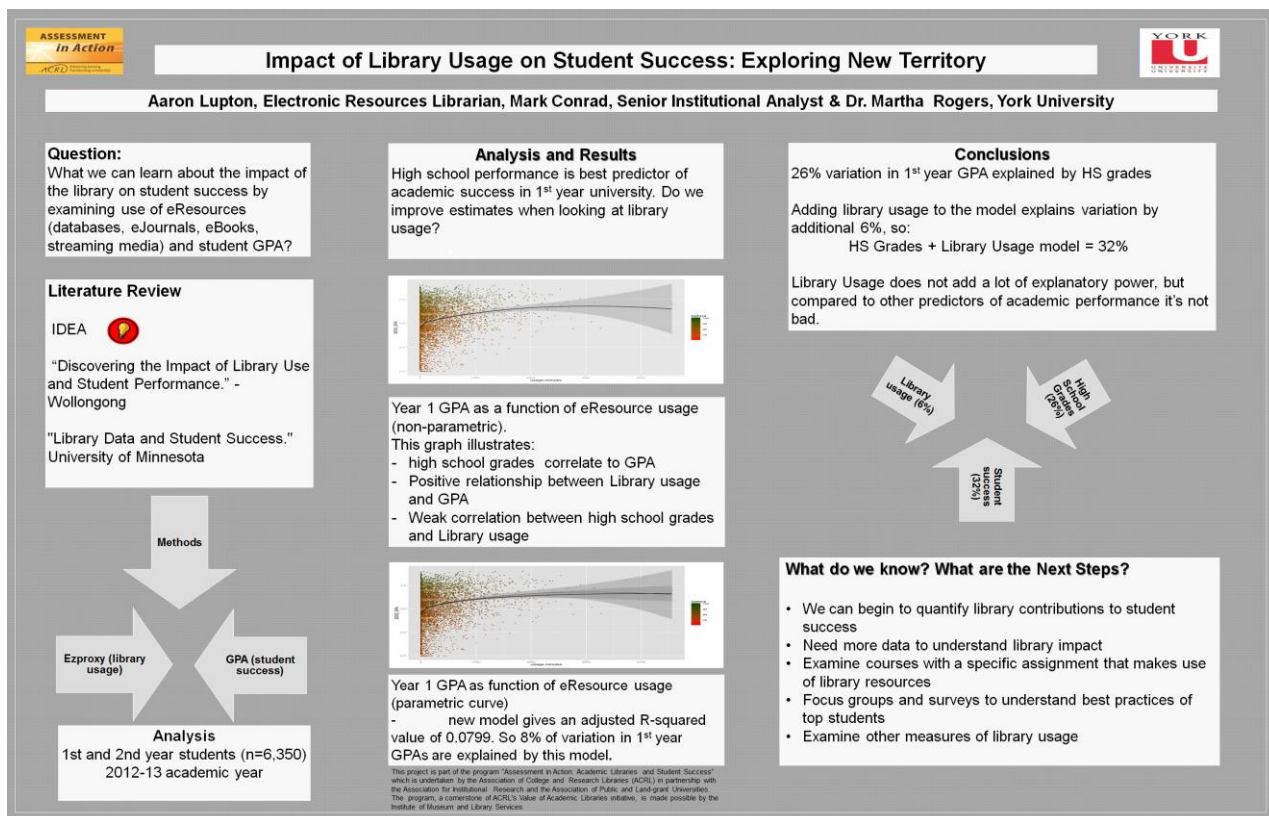 ASSESSMENT
in Action
ACRL
YORK
U
UNIVERSITÉ
UNIVERSITY
Impact of Library Usage on Student Success: Exploring New Territory
Aaron Lupton, Electronic Resources Librarian, Mark Conrad, Senior Institutional Analyst & Dr. Martha Rogers, York University
Question:
What we can learn about the impact of
the library on student success by
examining use of eResources
(databases, eJournals, eBooks,
streaming media) and student GPA?
Literature Review
IDEA
“Discovering the Impact of Library Use
and Student Performance.” -
Wollongong
"Library Data and Student Success."
University of Minnesota
Methods
Ezproxy (library
usage)
GPA (student
success)
Analysis
1st and 2nd year students (n=6,350)
2012-13 academic year
Analysis and Results
High school performance is best predictor of
academic success in 1st year university. Do we
improve estimates when looking at library
usage?
Year 1 GPA as a function of eResource usage
(non-parametric).
This graph illustrates:
- high school grades correlate to GPA
- Positive relationship between Library usage
and GPA
- Weak correlation between high school grades
and Library usage
Year 1 GPA as function of eResource usage
(parametric curve)
- new model gives an adjusted R-squared
value of 0.0799. So 8% of variation in 1st year
GPAs are explained by this model.
This project is part of the program "Assessment in Action: Academic Libraries and Student Success"
which is undertaken by the Association of College and Research Libraries (ACRL) in partnership with
the Association for Institutional Research and the Association of Public and Land-grant Universities.
The program, a cornerstone of ACRL's Value of Academic Libraries initiative, is made possible by the
Institute of Museum and Library Services.
Conclusions
26% variation in 1st year GPA explained by HS grades
Adding library usage to the model explains variation by
additional 6%, so:
HS Grades + Library Usage model = 32%
Library Usage does not add a lot of explanatory power, but
compared to other predictors of academic performance it’s not
bad.
Library
usage (6%)
High
School
Grades
(26%)
Student
success
(32%)
What do we know? What are the Next Steps?
• We can begin to quantify library contributions to student
success
• Need more data to understand library impact
• Examine courses with a specific assignment that makes use
of library resources
• Focus groups and surveys to understand best practices of
top students
• Examine other measures of library usage